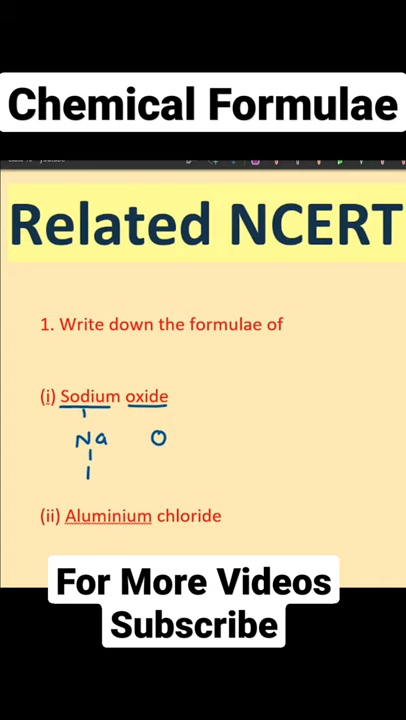 Chemical Formulae
Related NCERT
1. Write down the formulae of
(i) Sodium oxide
Na O
1
(ii) Aluminium chloride
For More Videos
Subscribe